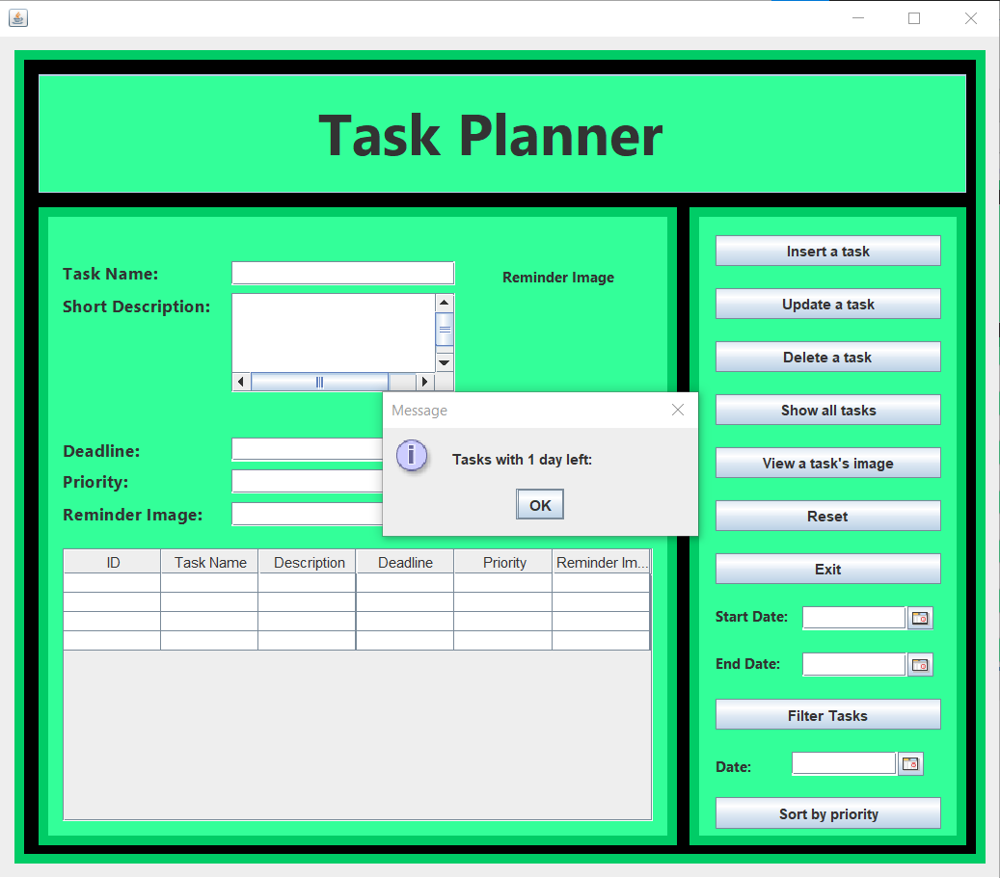 Task Planner
Task Name:
Reminder Image
Short Description:
Message
Tasks with 1 day left:
OK
Deadline:
Priority:
Reminder Image:
ID Task Name Description Deadline Priority Reminder Im...
Insert a task
Update a task
Delete a task
Show all tasks
View a task's image
Reset
Exit
Start Date:
End Date:
Filter Tasks
Date:
Sort by priority